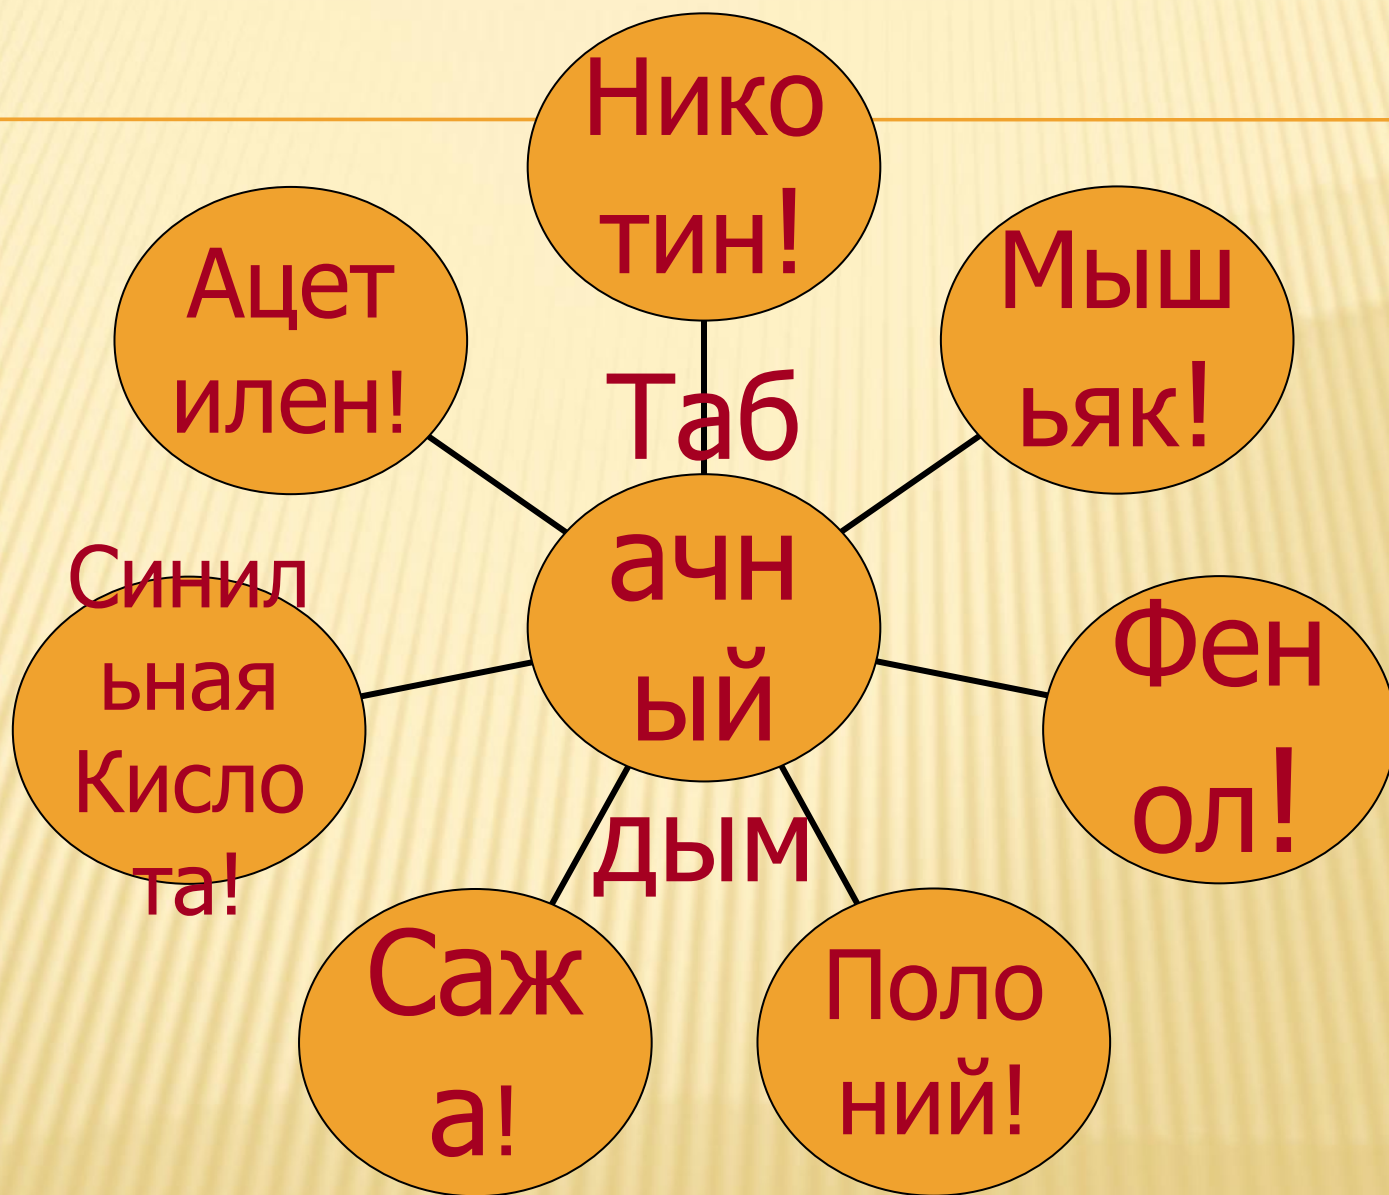 Нико
тин!
Мыш
ьяк!
Фен
ол!
Поло
ний!
Саж
а!
Синил
ьная
Кисло
та!
Ацет
илен!
Таб
ачн
ый
дым